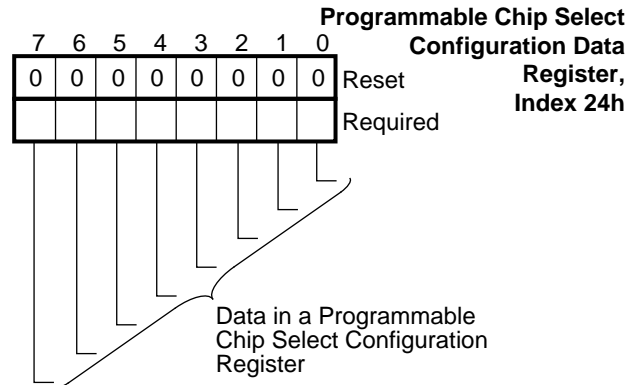 Programmable Chip Select
Configuration Data
Register,
Index 24h
7 6 5 4 3 2 1 0
0 0 0 0 0 0 0 0 Reset
Required
Data in a Programmable
Chip Select Configuration
Register